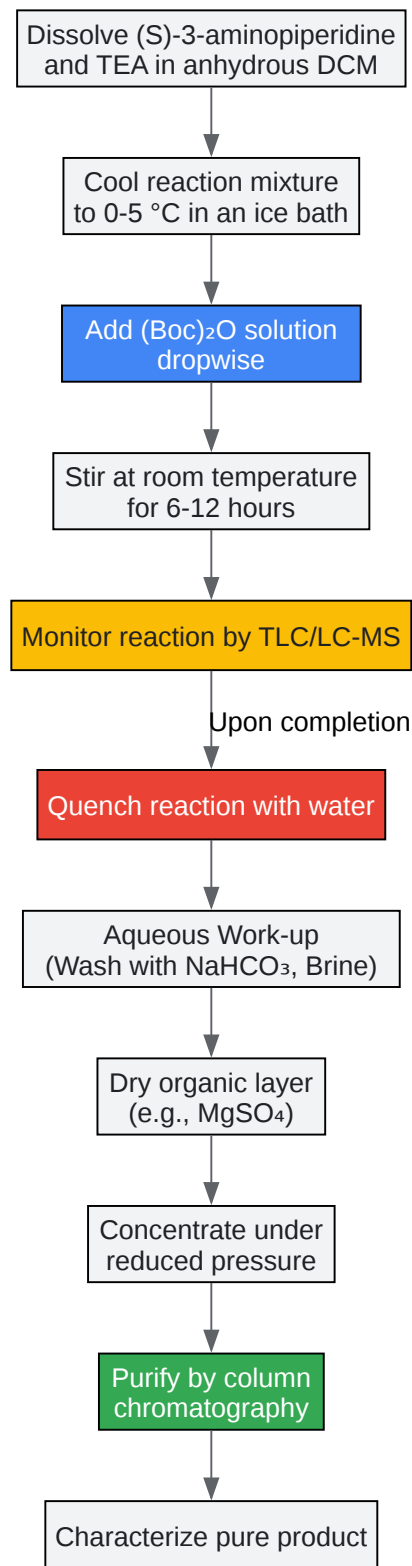 Dissolve (S)-3-aminopiperidine
and TEA in anhydrous DCM
Cool reaction mixture
to 0-5 °C in an ice bath
Add (Boc)₂O solution
dropwise
Stir at room temperature
for 6-12 hours
Monitor reaction by TLC/LC-MS
Upon completion
Quench reaction with water
Aqueous Work-up
(Wash with NaHCO₃, Brine)
Dry organic layer
(e.g., MgSO₄)
Concentrate under
reduced pressure
Purify by column
chromatography
Characterize pure product